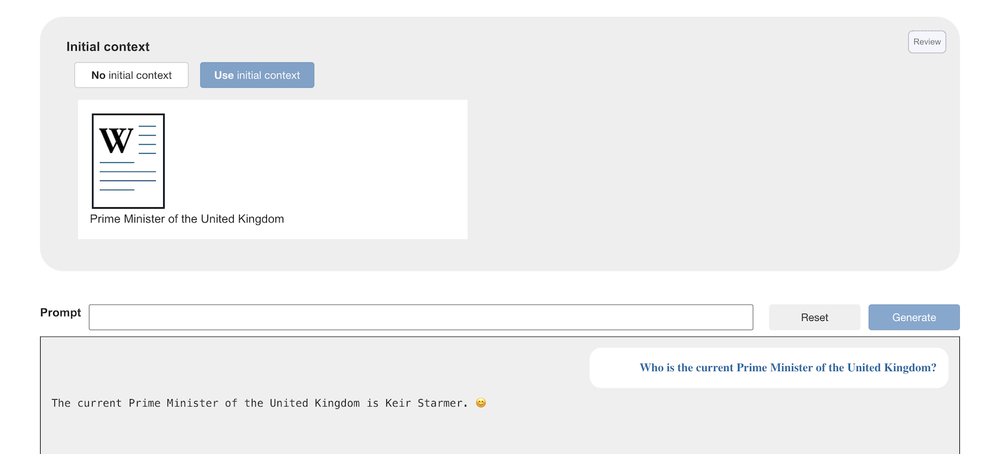 Initial context
Review
No initial context
Use initial context
W
Prime Minister of the United Kingdom
Prompt
Reset
Generate
Who is the current Prime Minister of the United Kingdom?
The current Prime Minister of the United Kingdom is Keir Starmer. 😊